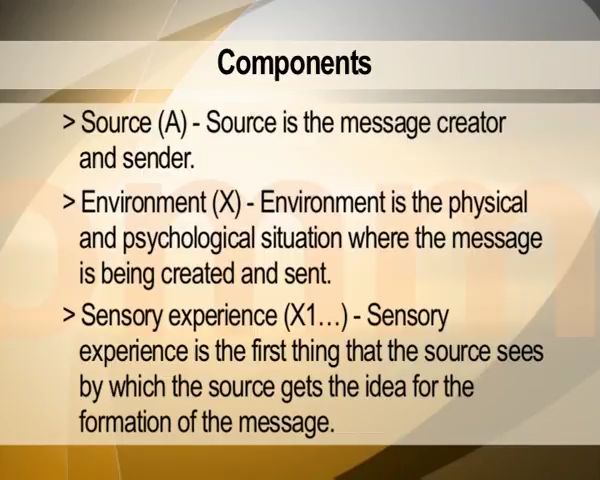 Components
> Source (A) - Source is the message creator
and sender.
> Environment (X) - Environment is the physical
and psychological situation where the message
is being created and sent.
> Sensory experience (X1…) - Sensory
experience is the first thing that the source sees
by which the source gets the idea for the
formation of the message.